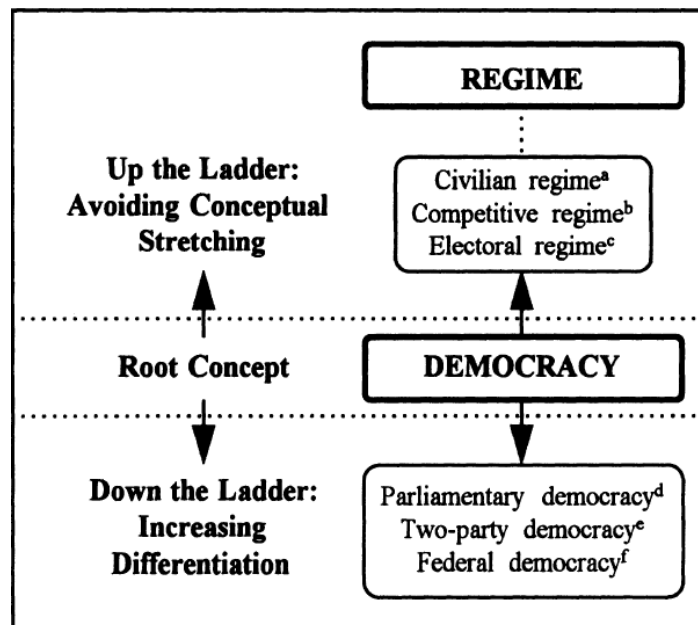 REGIME
Up the Ladder:
Avoiding Conceptual
Stretching
Civilian regimeᵃ
Competitive regimeᵇ
Electoral regimeᶜ
Root Concept
DEMOCRACY
Down the Ladder:
Increasing
Differentiation
Parliamentary democracyᵈ
Two-party democracyᵉ
Federal democracyᶠ